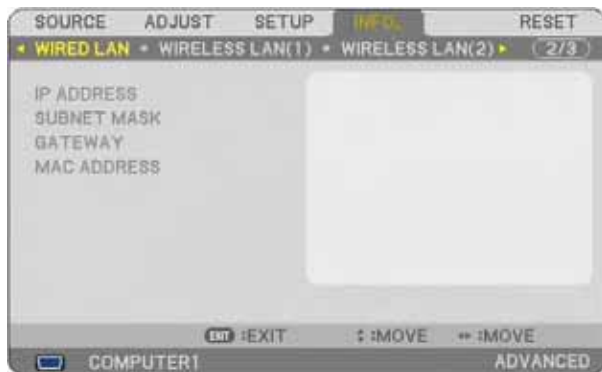 SOURCE ADJUST SETUP INFO. RESET
WIRED LAN • WIRELESS LAN(1) • WIRELESS LAN(2) 2/3
IP ADDRESS
SUBNET MASK
GATEWAY
MAC ADDRESS
EXIT :EXIT :MOVE :MOVE
COMPUTER1 ADVANCED